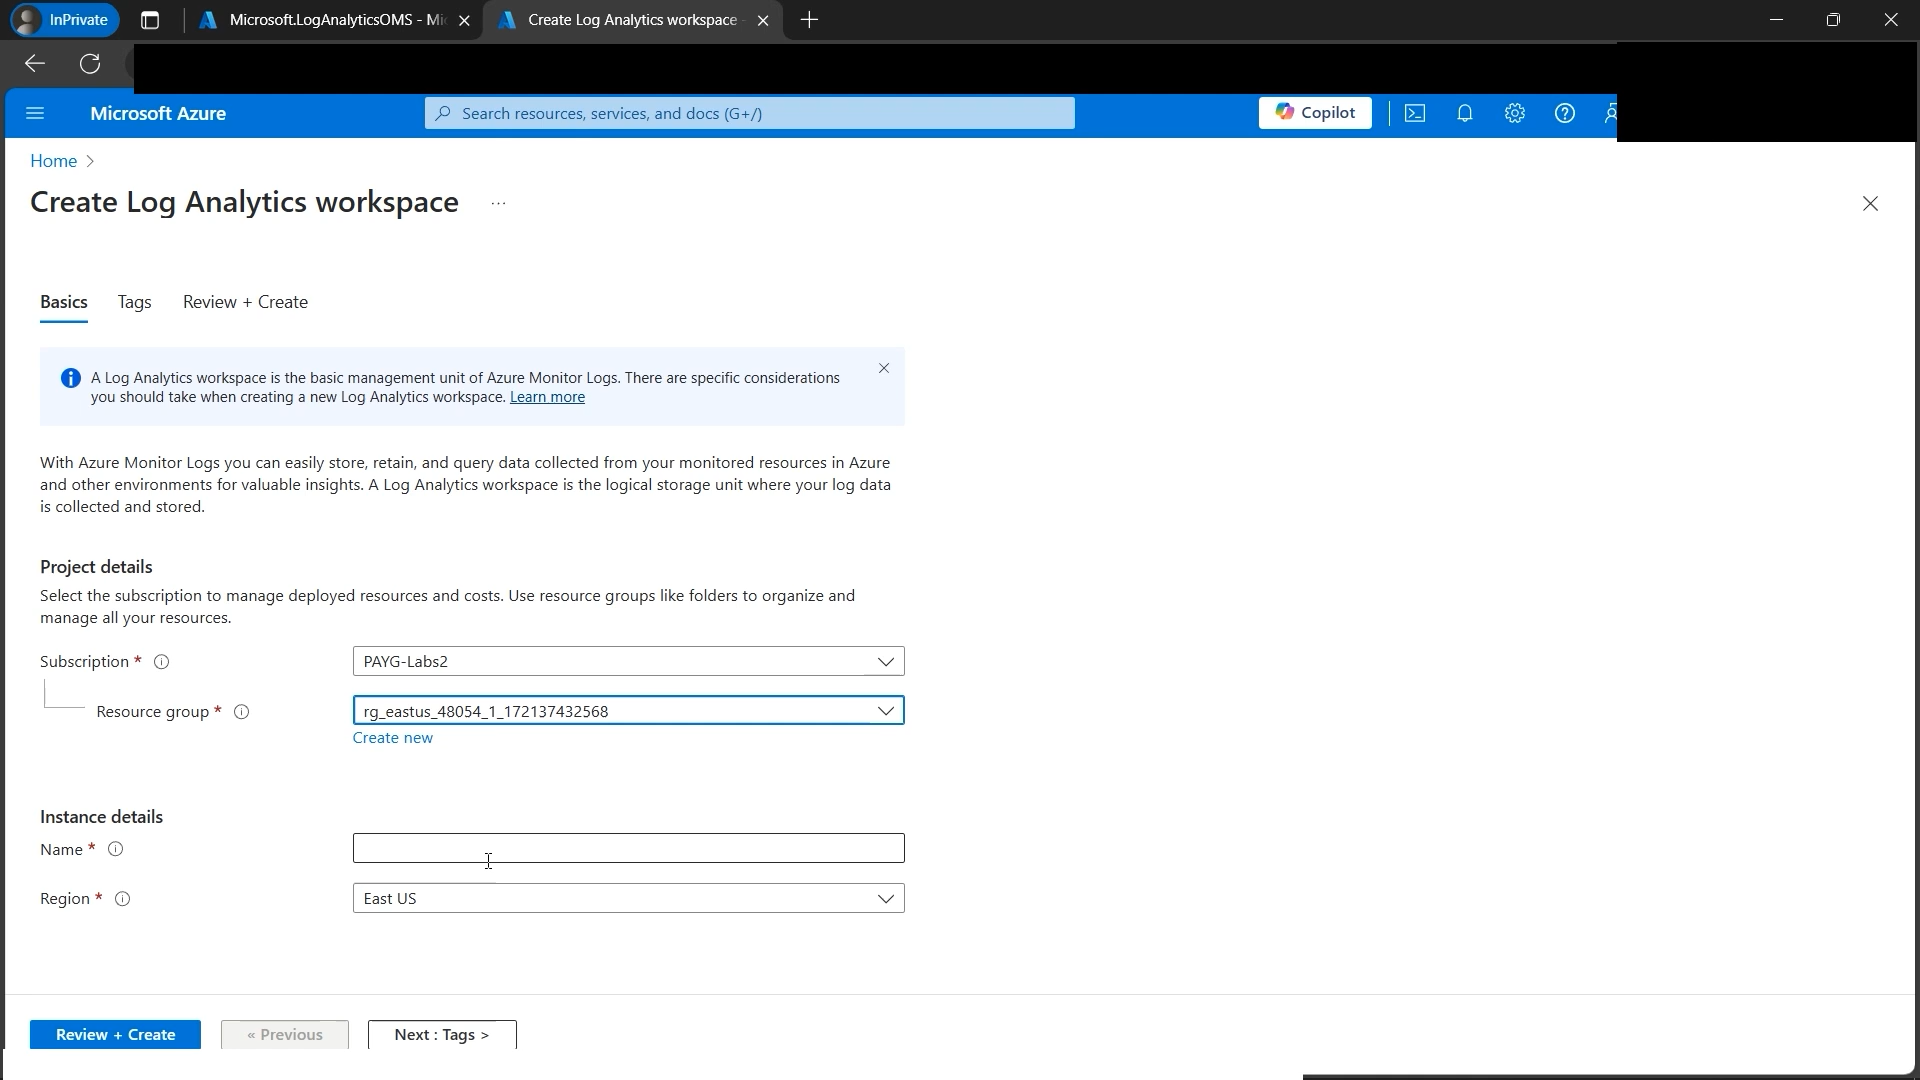 InPrivate
Microsoft.LogAnalyticsOMS - Mi
Create Log Analytics workspace -
Microsoft Azure
Search resources, services, and docs (G+/)
Copilot
Home >
Create Log Analytics workspace ...
Basics Tags Review + Create
A Log Analytics workspace is the basic management unit of Azure Monitor Logs. There are specific considerations
you should take when creating a new Log Analytics workspace. Learn more
With Azure Monitor Logs you can easily store, retain, and query data collected from your monitored resources in Azure
and other environments for valuable insights. A Log Analytics workspace is the logical storage unit where your log data
is collected and stored.
Project details
Select the subscription to manage deployed resources and costs. Use resource groups like folders to organize and
manage all your resources.
Subscription * PAYG-Labs2
Resource group * rg_eastus_48054_1_172137432568
Create new
Instance details
Name *
Region * East US
Review + Create « Previous Next : Tags >